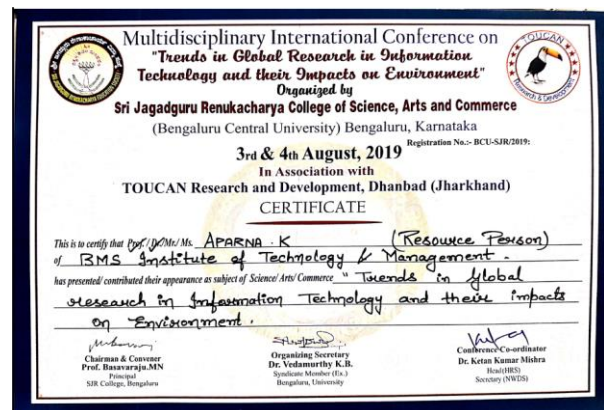 Multidisciplinary International Conference on
"Trends in Global Research in Information
Technology and their Impacts on Environment"
Organized by
Sri Jagadguru Renukacharya College of Science, Arts and Commerce
(Bengaluru Central University) Bengaluru, Karnataka
Registration No.:- BCU-SJR/2019:
3rd & 4th August, 2019
In Association with
TOUCAN Research and Development, Dhanbad (Jharkhand)
CERTIFICATE
This is to certify that Prof./Dr./Mr./ Ms. APARNA . K (Resource Person)
of BMS Institute of Technology & Management .
has presented/contributed their appearance as subject of Science/Arts/Commerce " Trends in Global
research in Information Technology and their impacts
on Environment .
Chairman & Convener
Prof. Basavaraju.MN
Principal
SJR College, Bengaluru
Organizing Secretary
Dr. Vedamurthy K.B.
Syndicate Member (Ex.)
Bengaluru, University
Conference Co-ordinator
Dr. Ketan Kumar Mishra
Head(HRS)
Secretary (NWDS)
TOUCAN
Research & Development